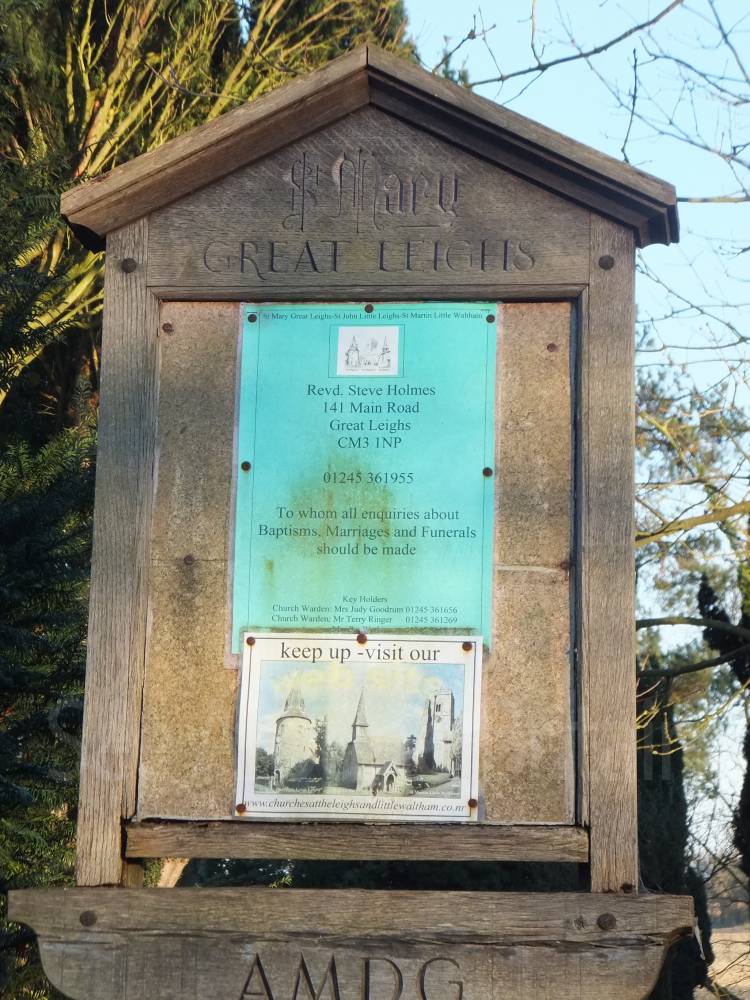 St Mary
GREAT LEIGHS
St Mary Great Leighs-St John Little Leighs-St Martin Little Waltham
Revd. Steve Holmes
141 Main Road
Great Leighs
CM3 1NP
01245 361955
To whom all enquiries about
Baptisms, Marriages and Funerals
should be made
Key Holders
Church Warden: Mrs Judy Goodrum 01245 361656
Church Warden: Mr Terry Ringer 01245 361269
keep up -visit our
web site
www.churchesattheleighsandlittlewaltham.co.nr
AMDG